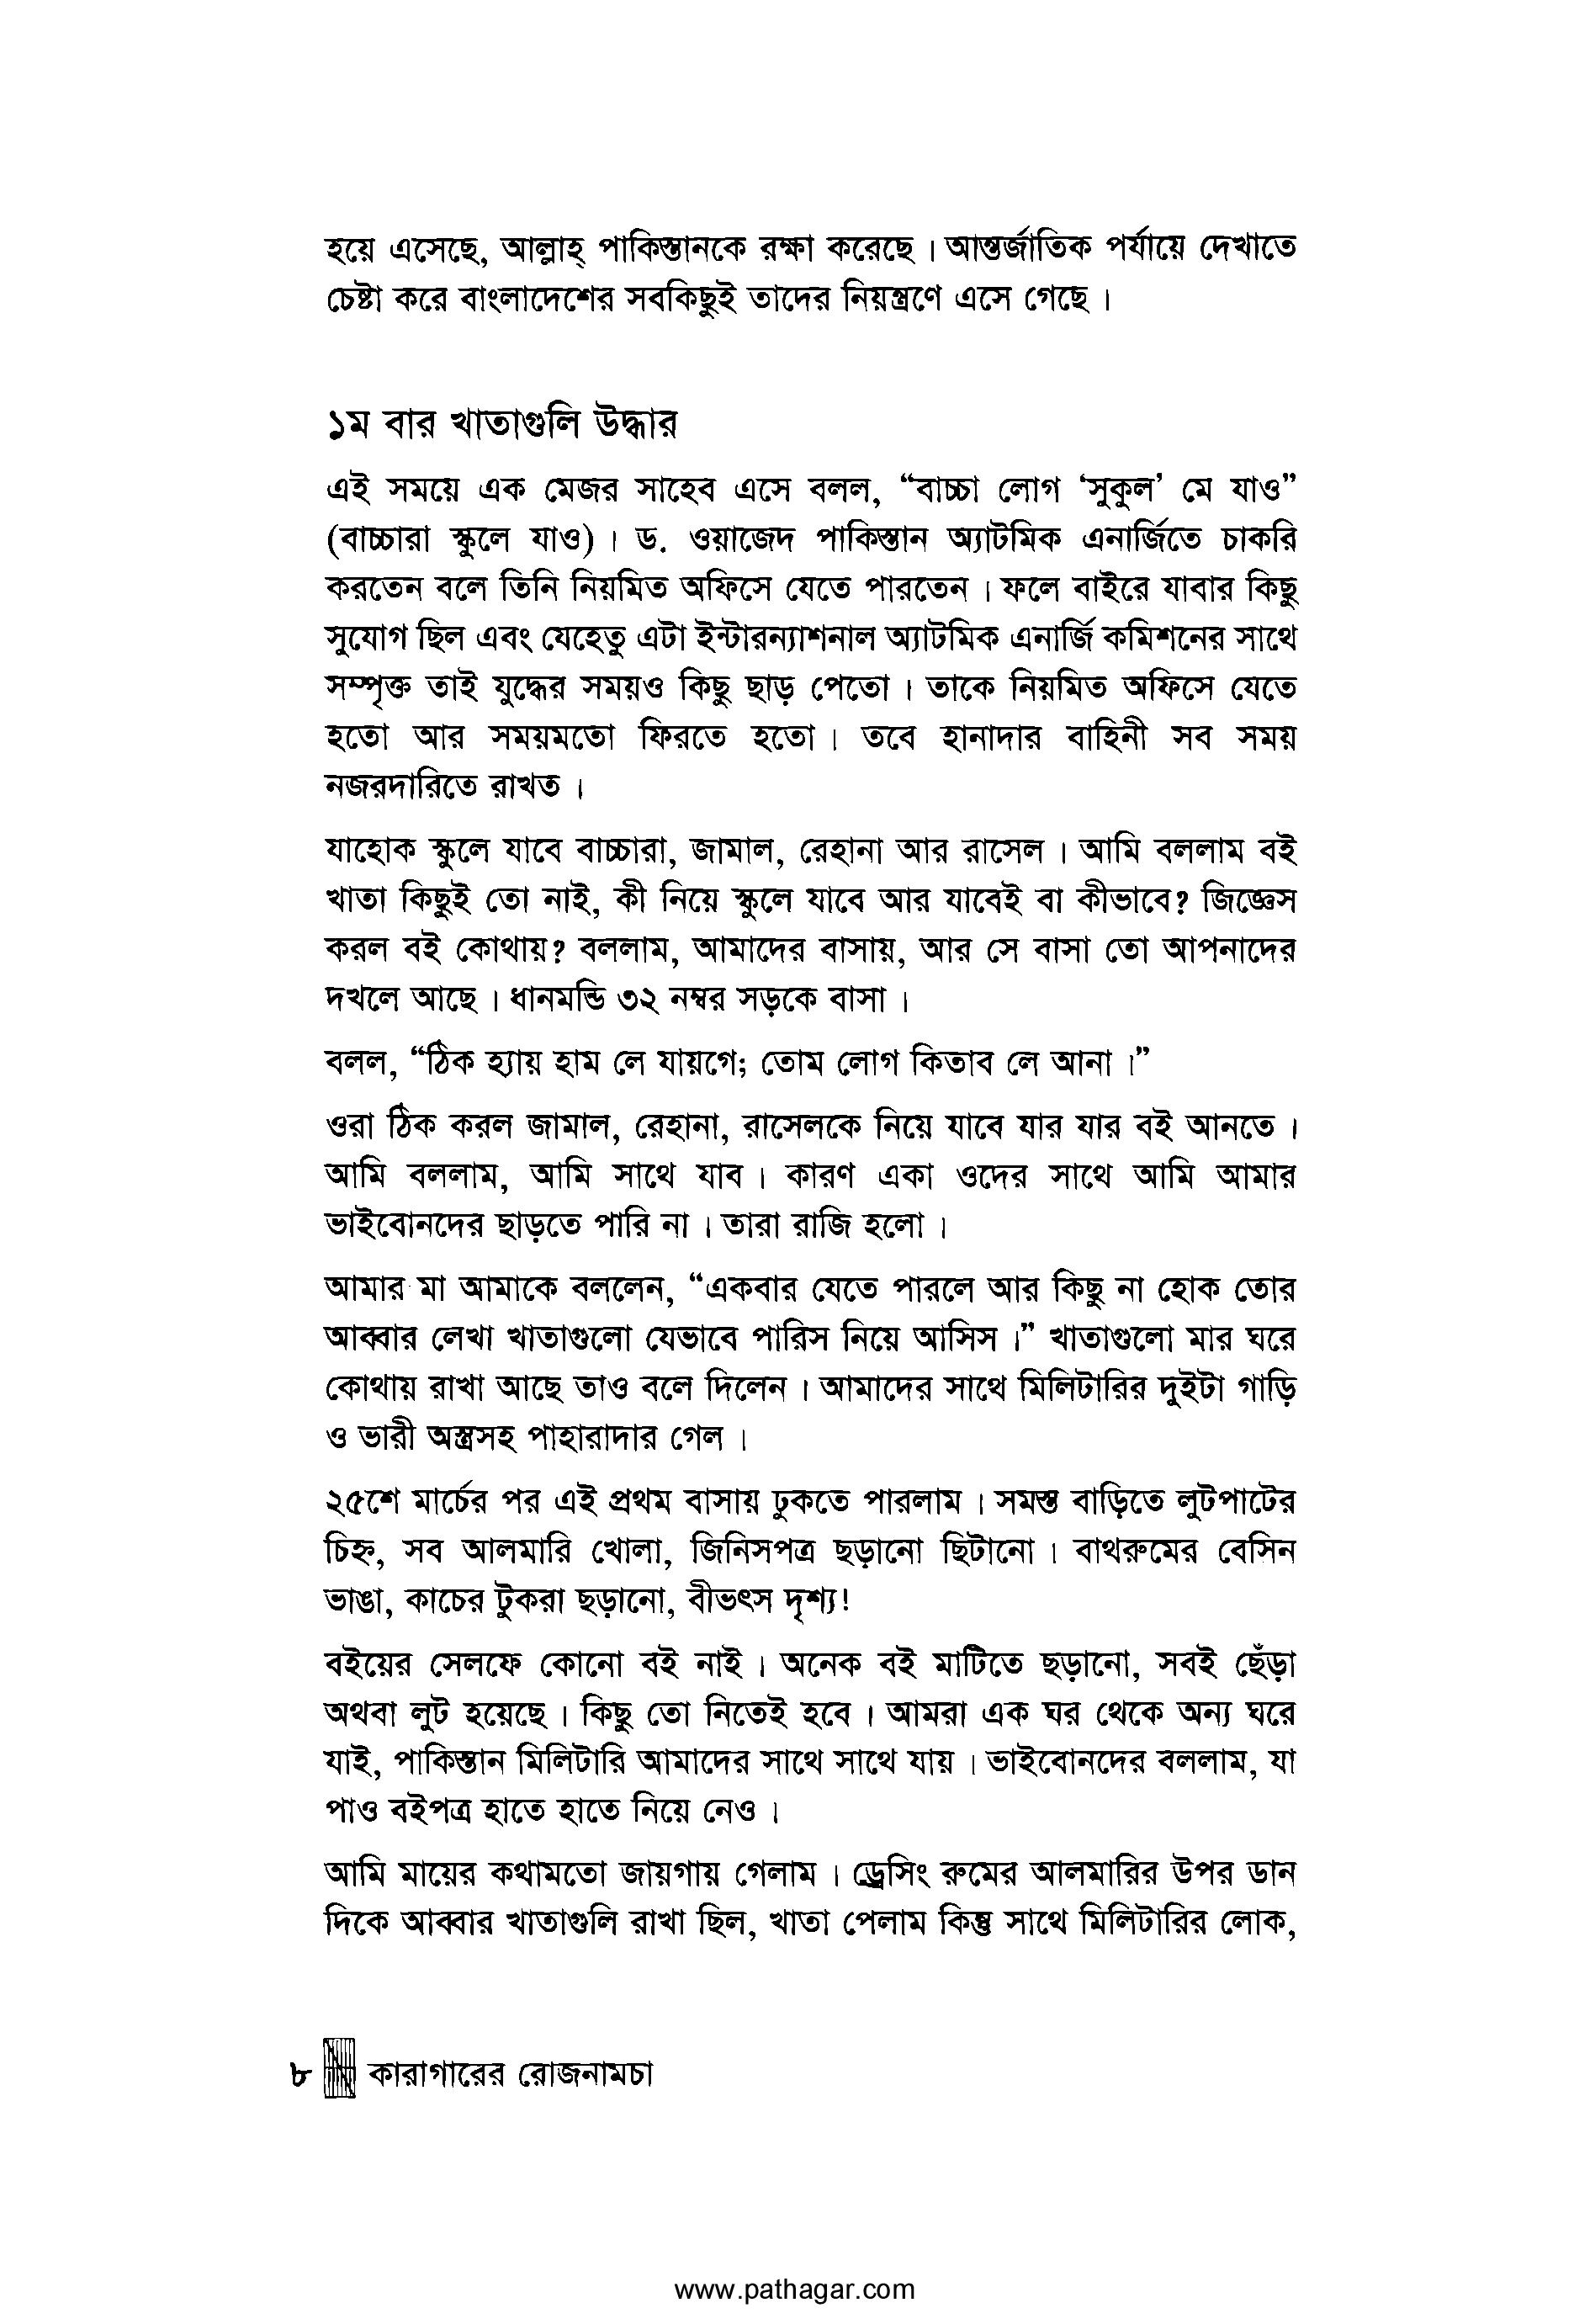 হয়ে এসেছে, আল্লাহ্ পাকিস্তানকে রক্ষা করেছে। আন্তর্জাতিক পর্যায়ে দেখাতে
চেষ্টা করে বাংলাদেশের সবকিছুই তাদের নিয়ন্ত্রণে এসে গেছে।
১ম বার খাতাগুলি উদ্ধার
এই সময়ে এক মেজর সাহেব এসে বলল, “বাচ্চা লোগ ‘সুকুল’ মে যাও”
(বাচ্চারা স্কুলে যাও)। ড. ওয়াজেদ পাকিস্তান অ্যাটমিক এনার্জিতে চাকরি
করতেন বলে তিনি নিয়মিত অফিসে যেতে পারতেন। ফলে বাইরে যাবার কিছু
সুযোগ ছিল এবং যেহেতু এটা ইন্টারন্যাশনাল অ্যাটমিক এনার্জি কমিশনের সাথে
সম্পৃক্ত তাই যুদ্ধের সময়ও কিছু ছাড় পেতো। তাকে নিয়মিত অফিসে যেতে
হতো আর সময়মতো ফিরতে হতো। তবে হানাদার বাহিনী সব সময়
নজরদারিতে রাখত।
যাহোক স্কুলে যাবে বাচ্চারা, জামাল, রেহানা আর রাসেল। আমি বললাম বই
খাতা কিছুই তো নাই, কী নিয়ে স্কুলে যাবে আর যাবেই বা কীভাবে? জিজ্ঞেস
করল বই কোথায়? বললাম, আমাদের বাসায়, আর সে বাসা তো আপনাদের
দখলে আছে। ধানমন্ডি ৩২ নম্বর সড়কে বাসা।
বলল, “ঠিক হ্যায় হাম লে যায়গে; তোম লোগ কিতাব লে আনা।”
ওরা ঠিক করল জামাল, রেহানা, রাসেলকে নিয়ে যাবে যার যার বই আনতে।
আমি বললাম, আমি সাথে যাব। কারণ একা ওদের সাথে আমি আমার
ভাইবোনদের ছাড়তে পারি না। তারা রাজি হলো।
আমার মা আমাকে বললেন, “একবার যেতে পারলে আর কিছু না হোক তোর
আব্বার লেখা খাতাগুলো যেভাবে পারিস নিয়ে আসিস।” খাতাগুলো মার ঘরে
কোথায় রাখা আছে তাও বলে দিলেন। আমাদের সাথে মিলিটারির দুইটা গাড়ি
ও ভারী অস্ত্রসহ পাহারাদার গেল।
২৫শে মার্চের পর এই প্রথম বাসায় ঢুকতে পারলাম। সমস্ত বাড়িতে লুটপাটের
চিহ্ন, সব আলমারি খোলা, জিনিসপত্র ছড়ানো ছিটানো। বাথরুমের বেসিন
ভাঙা, কাচের টুকরা ছড়ানো, বীভৎস দৃশ্য!
বইয়ের সেলফে কোনো বই নাই। অনেক বই মাটিতে ছড়ানো, সবই ছেঁড়া
অথবা লুট হয়েছে। কিছু তো নিতেই হবে। আমরা এক ঘর থেকে অন্য ঘরে
যাই, পাকিস্তান মিলিটারি আমাদের সাথে সাথে যায়। ভাইবোনদের বললাম, যা
পাও বইপত্র হাতে হাতে নিয়ে নেও।
আমি মায়ের কথামতো জায়গায় গেলাম। ড্রেসিং রুমের আলমারির উপর ডান
দিকে আব্বার খাতাগুলি রাখা ছিল, খাতা পেলাম কিন্তু সাথে মিলিটারির লোক,
৮ কারাগারের রোজনামচা
www.pathagar.com